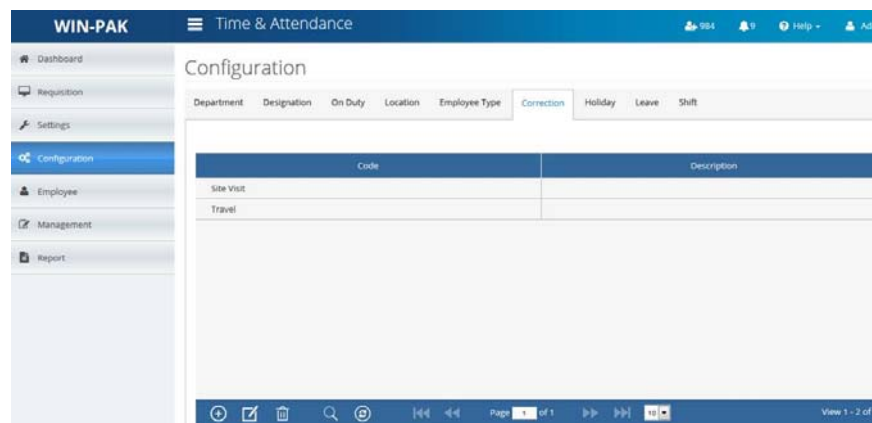 WIN-PAK
Time & Attendance
984
9
Help
Ad
Dashboard
Requisition
Settings
Configuration
Employee
Management
Report
Configuration
Department Designation On Duty Location Employee Type Correction Holiday Leave Shift
Code Description
Site Visit
Travel
Page 1 of 1
10
View 1 - 2 of